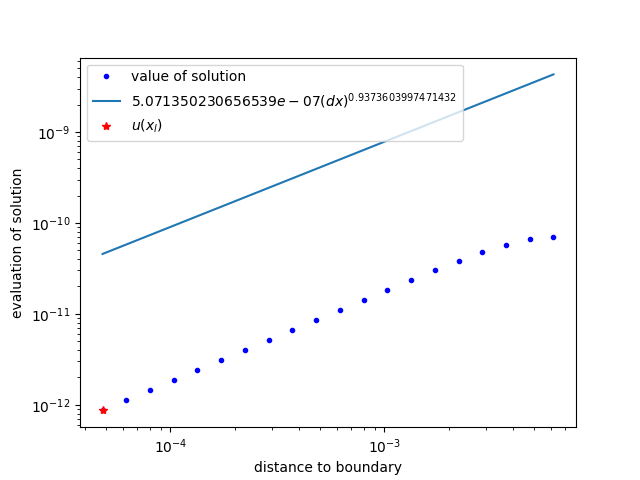 value of solution
5.071350230656539e − 07(dx)^0.9373603997471432
u(x_l)
10^−9
10^−10
10^−11
10^−12
evaluation of solution
10^−4
10^−3
distance to boundary